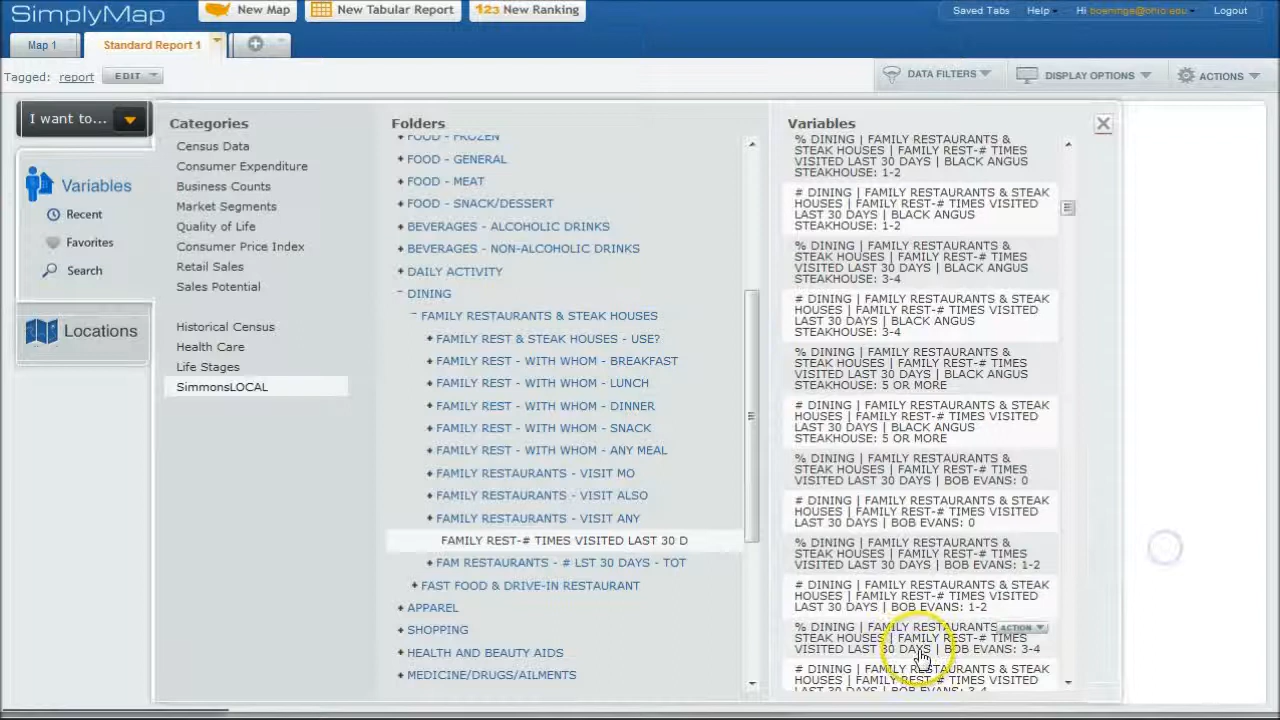 SimplyMap
New Map
New Tabular Report
123 New Ranking
Saved Tabs
Help
Hi boeninge@ohio.edu
Logout
Map 1
Standard Report 1
Tagged: report
EDIT
DATA FILTERS
DISPLAY OPTIONS
ACTIONS
I want to...
Variables
Recent
Favorites
Search
Locations
Categories
Census Data
Consumer Expenditure
Business Counts
Market Segments
Quality of Life
Consumer Price Index
Retail Sales
Sales Potential
Historical Census
Health Care
Life Stages
SimmonsLOCAL
Folders
FOOD - FROZEN
FOOD - GENERAL
FOOD - MEAT
FOOD - SNACK/DESSERT
BEVERAGES - ALCOHOLIC DRINKS
BEVERAGES - NON-ALCOHOLIC DRINKS
DAILY ACTIVITY
DINING
FAMILY RESTAURANTS & STEAK HOUSES
FAMILY REST & STEAK HOUSES - USE?
FAMILY REST - WITH WHOM - BREAKFAST
FAMILY REST - WITH WHOM - LUNCH
FAMILY REST - WITH WHOM - DINNER
FAMILY REST - WITH WHOM - SNACK
FAMILY REST - WITH WHOM - ANY MEAL
FAMILY RESTAURANTS - VISIT MO
FAMILY RESTAURANTS - VISIT ALSO
FAMILY RESTAURANTS - VISIT ANY
FAMILY REST-# TIMES VISITED LAST 30 D
FAM RESTAURANTS - # LST 30 DAYS - TOT
FAST FOOD & DRIVE-IN RESTAURANT
APPAREL
SHOPPING
HEALTH AND BEAUTY AIDS
MEDICINE/DRUGS/AILMENTS
Variables
% DINING | FAMILY RESTAURANTS &
STEAK HOUSES | FAMILY REST-# TIMES
VISITED LAST 30 DAYS | BLACK ANGUS
STEAKHOUSE: 1-2
# DINING | FAMILY RESTAURANTS & STEAK
HOUSES | FAMILY REST-# TIMES VISITED
LAST 30 DAYS | BLACK ANGUS
STEAKHOUSE: 1-2
% DINING | FAMILY RESTAURANTS &
STEAK HOUSES | FAMILY REST-# TIMES
VISITED LAST 30 DAYS | BLACK ANGUS
STEAKHOUSE: 3-4
# DINING | FAMILY RESTAURANTS & STEAK
HOUSES | FAMILY REST-# TIMES VISITED
LAST 30 DAYS | BLACK ANGUS
STEAKHOUSE: 3-4
% DINING | FAMILY RESTAURANTS &
STEAK HOUSES | FAMILY REST-# TIMES
VISITED LAST 30 DAYS | BLACK ANGUS
STEAKHOUSE: 5 OR MORE
# DINING | FAMILY RESTAURANTS & STEAK
HOUSES | FAMILY REST-# TIMES VISITED
LAST 30 DAYS | BLACK ANGUS
STEAKHOUSE: 5 OR MORE
% DINING | FAMILY RESTAURANTS &
STEAK HOUSES | FAMILY REST-# TIMES
VISITED LAST 30 DAYS | BOB EVANS: 0
# DINING | FAMILY RESTAURANTS & STEAK
HOUSES | FAMILY REST-# TIMES VISITED
LAST 30 DAYS | BOB EVANS: 0
% DINING | FAMILY RESTAURANTS &
STEAK HOUSES | FAMILY REST-# TIMES
VISITED LAST 30 DAYS | BOB EVANS: 1-2
# DINING | FAMILY RESTAURANTS & STEAK
HOUSES | FAMILY REST-# TIMES VISITED
LAST 30 DAYS | BOB EVANS: 1-2
% DINING | FAMILY RESTAURANTS ACTION
STEAK HOUSES | FAMILY REST-# TIMES
VISITED LAST 30 DAYS | BOB EVANS: 3-4
# DINING | FAMILY RESTAURANTS & STEAK
HOUSES | FAMILY REST-# TIMES VISITED
LAST 30 DAYS | BOB EVANS: 3-4